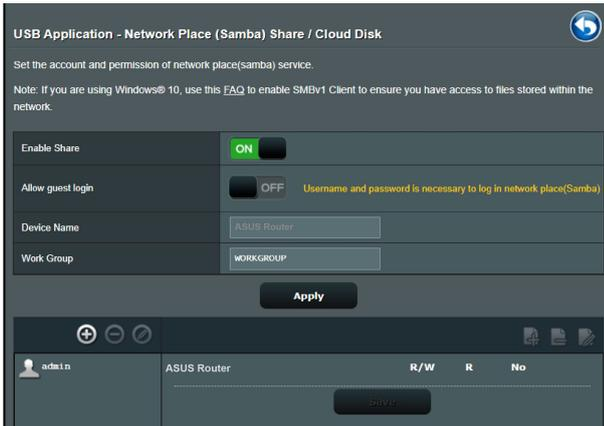 USB Application - Network Place (Samba) Share / Cloud Disk
Set the account and permission of network place(samba) service.
Note: If you are using Windows® 10, use this FAQ to enable SMBv1 Client to ensure you have access to files stored within the
network.
Enable Share
ON
Allow guest login
OFF
Username and password is necessary to log in network place(Samba)
Device Name
ASUS Router
Work Group
WORKGROUP
Apply
admin
ASUS Router
R/W
R
No
Save